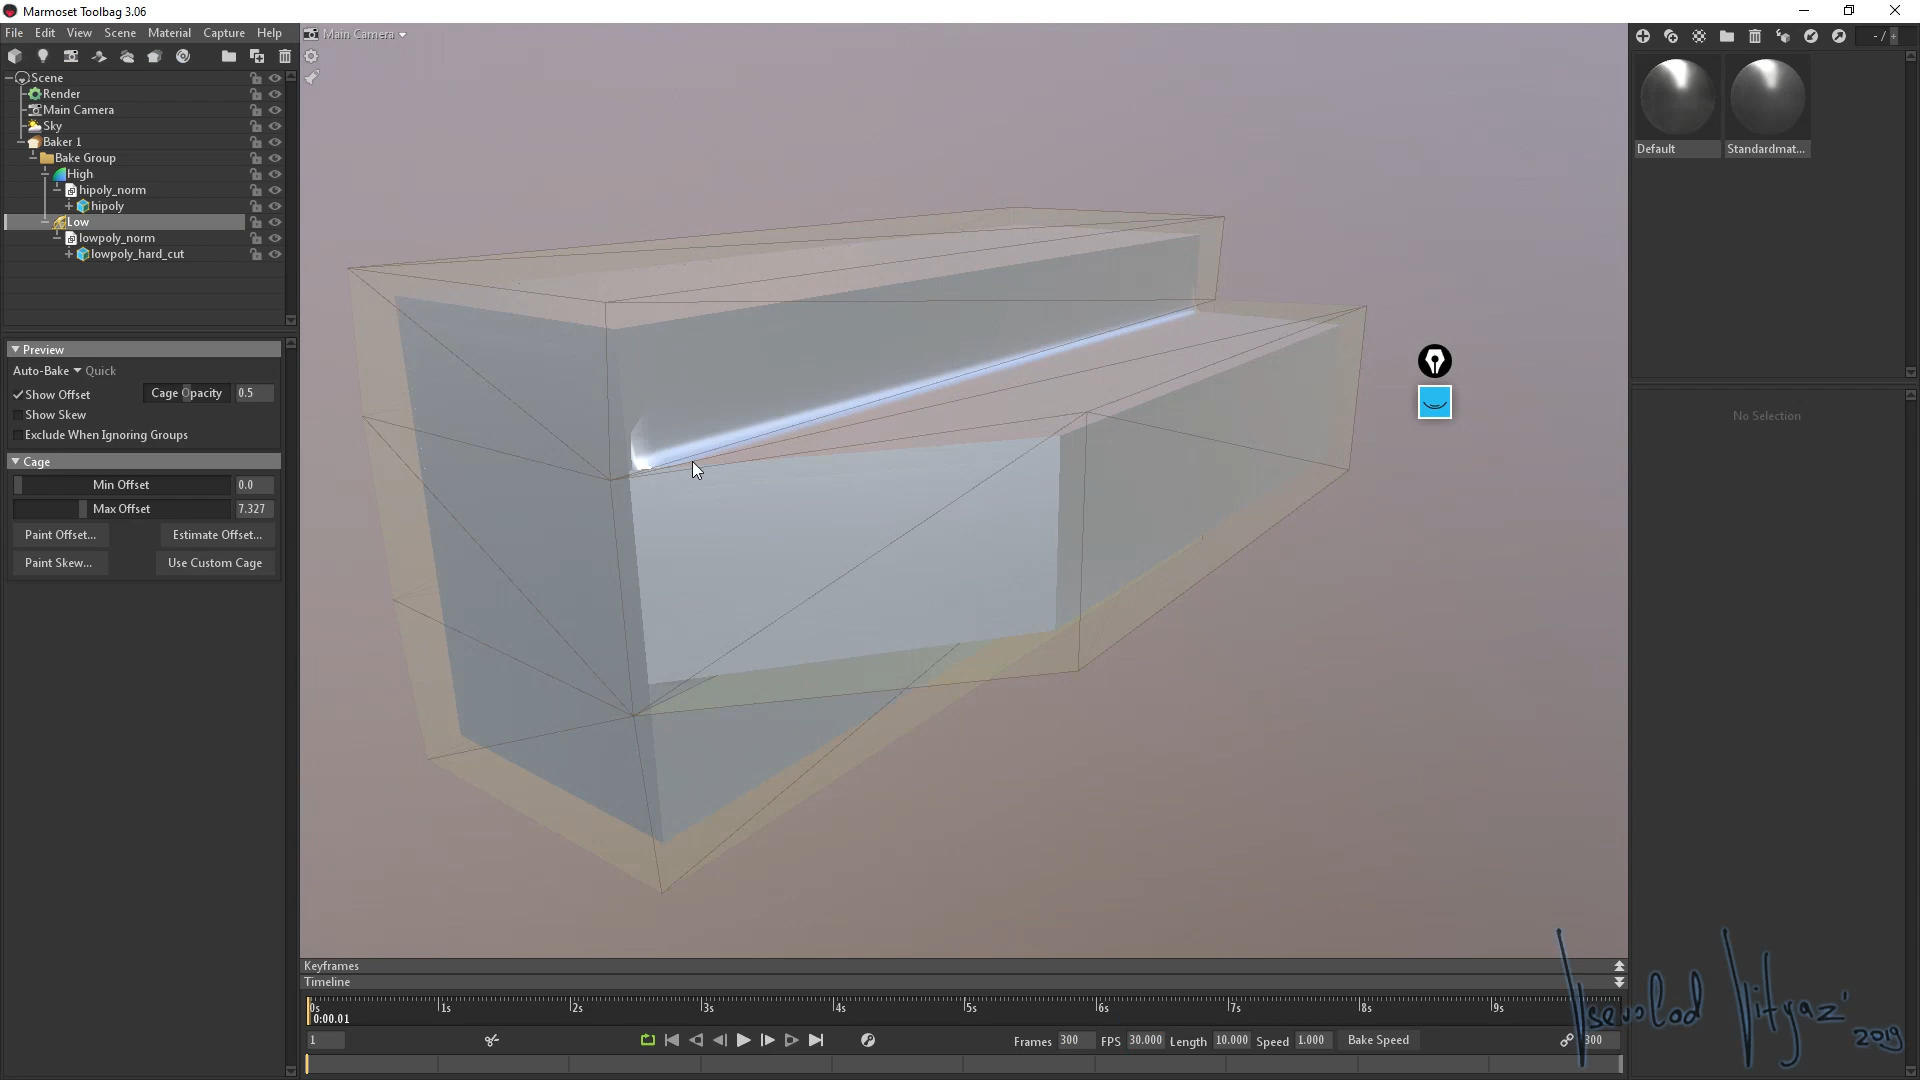 Marmoset Toolbag 3.06
File Edit View Scene Material Capture Help
Main Camera
- / +
Scene
Render
Main Camera
Sky
Baker 1
Bake Group
High
hipoly_norm
hipoly
Low
lowpoly_norm
lowpoly_hard_cut
Default Standardmat...
Preview
Auto-Bake Quick
Show Offset Cage Opacity 0.5
Show Skew
Exclude When Ignoring Groups
Cage
Min Offset 0.0
Max Offset 7.327
Paint Offset... Estimate Offset...
Paint Skew... Use Custom Cage
No Selection
Keyframes
Timeline
0s 1s 2s 3s 4s 5s 6s 7s 8s 9s
0:00.01
1 Frames 300 FPS 30.000 Length 10.000 Speed 1.000 Bake Speed 300
Vsevolod Vityaz' 2019